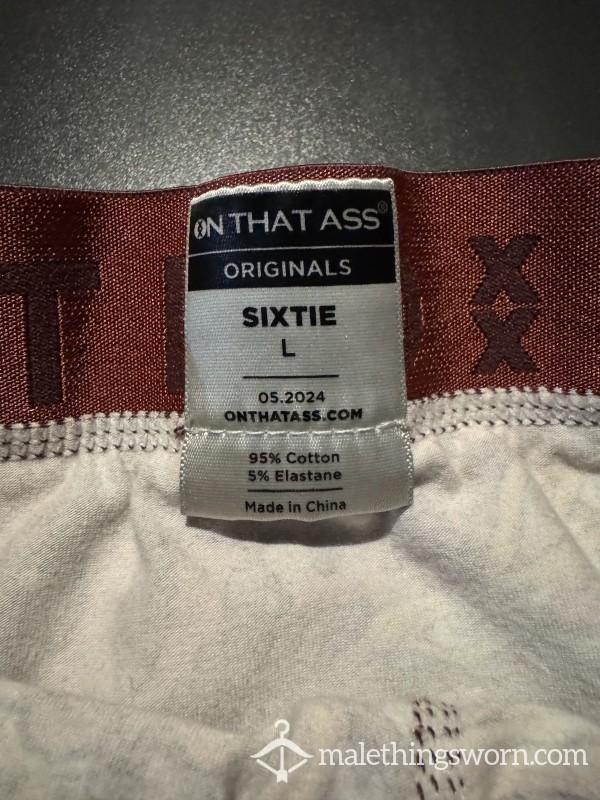 ON THAT ASS®
ORIGINALS
SIXTIE
L
05.2024
ONTHATASS.COM
95% Cotton
5% Elastane
Made in China
malethingsworn.com